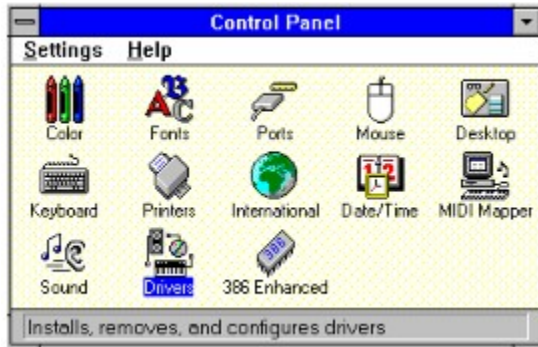 Control Panel
Settings Help
Color Fonts Ports Mouse Desktop
Keyboard Printers International Date/Time MIDI Mapper
Sound Drivers 386 Enhanced
Installs, removes, and configures drivers